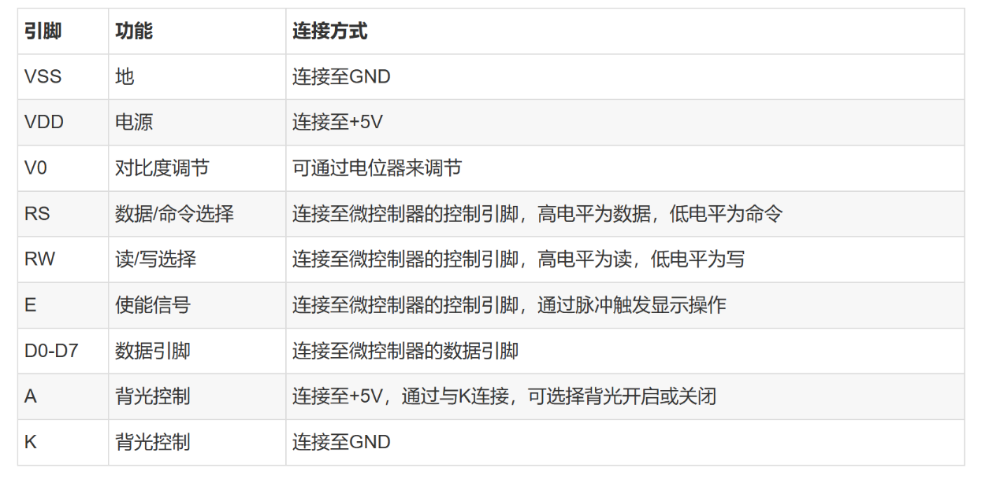 引脚 功能 连接方式
VSS 地 连接至GND
VDD 电源 连接至+5V
V0 对比度调节 可通过电位器来调节
RS 数据/命令选择 连接至微控制器的控制引脚，高电平为数据，低电平为命令
RW 读/写选择 连接至微控制器的控制引脚，高电平为读，低电平为写
E 使能信号 连接至微控制器的控制引脚，通过脉冲触发显示操作
D0-D7 数据引脚 连接至微控制器的数据引脚
A 背光控制 连接至+5V，通过与K连接，可选择背光开启或关闭
K 背光控制 连接至GND